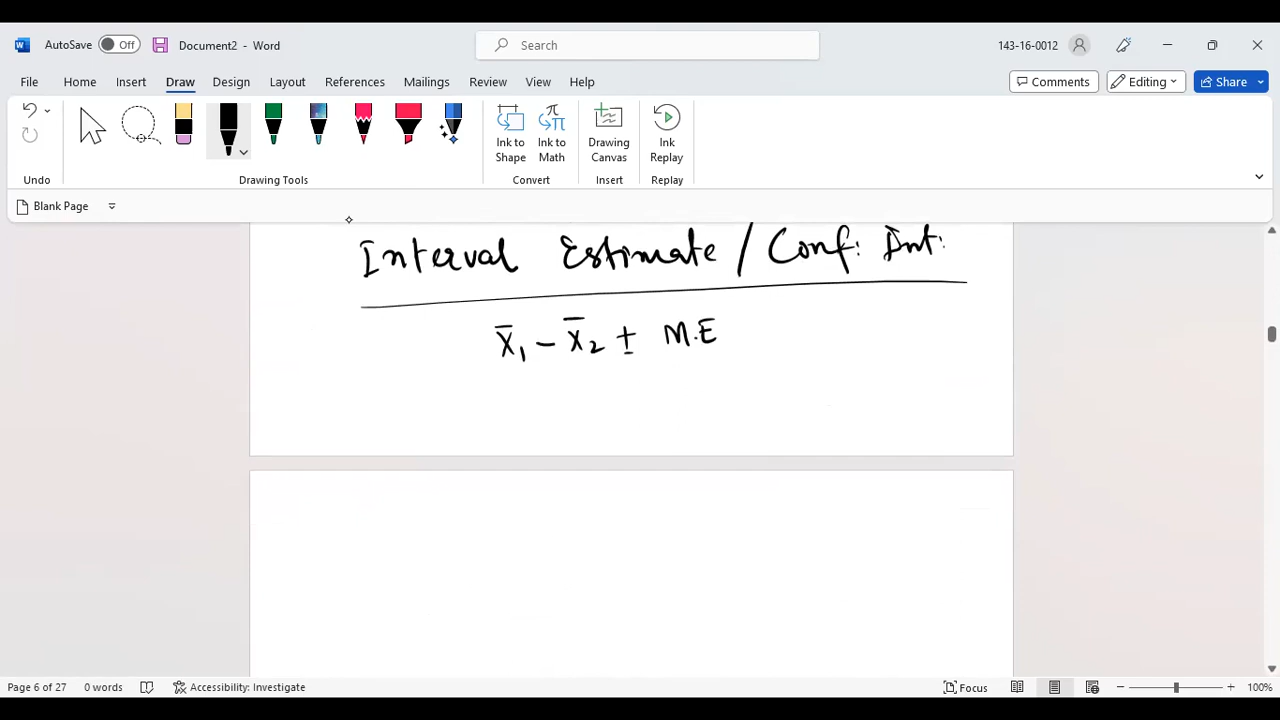 AutoSave Off Document2 - Word Search 143-16-0012
File Home Insert Draw Design Layout References Mailings Review View Help Comments Editing Share
Ink to Shape Ink to Math Drawing Canvas Ink Replay
Undo Drawing Tools Convert Insert Replay
Blank Page
Interval Estimate / Conf: Int:
X̄₁ – X̄₂ ± M.E
Page 6 of 27 0 words Accessibility: Investigate Focus 100%